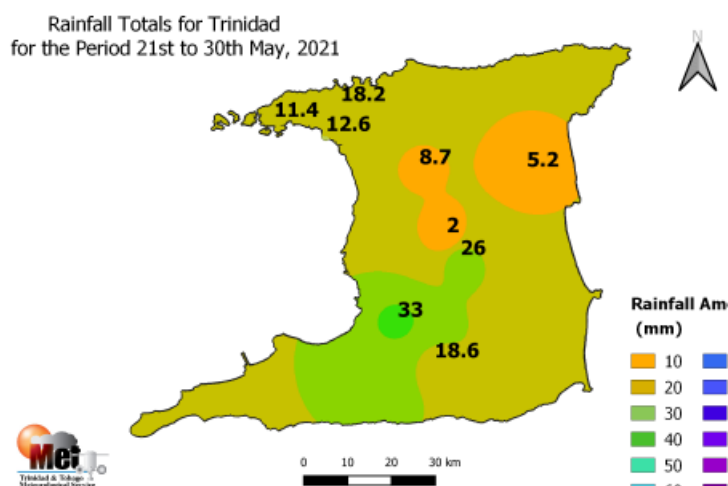 Rainfall Totals for Trinidad
for the Period 21st to 30th May, 2021
N
18.2
11.4
12.6
8.7
5.2
2
26
33
18.6
Rainfall Am
(mm)
10
20
30
40
50
Met
Trinidad & Tobago
Meteorological Service
0 10 20 30 km